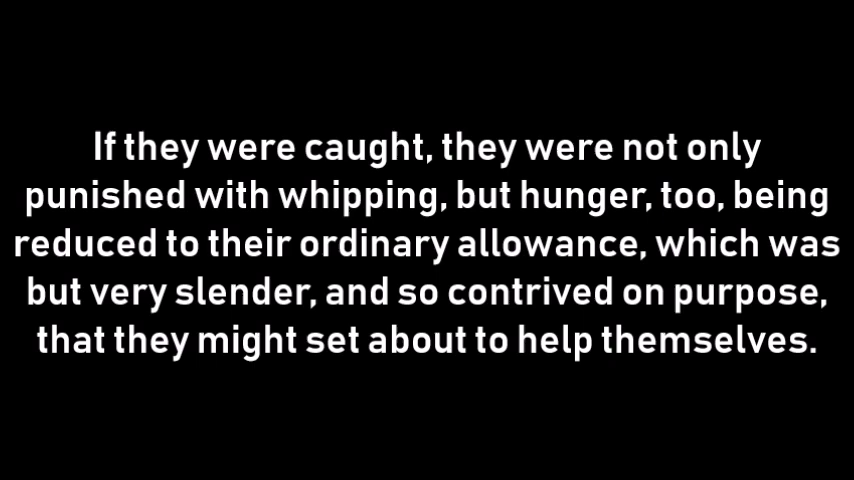 If they were caught, they were not only
punished with whipping, but hunger, too, being
reduced to their ordinary allowance, which was
but very slender, and so contrived on purpose,
that they might set about to help themselves.